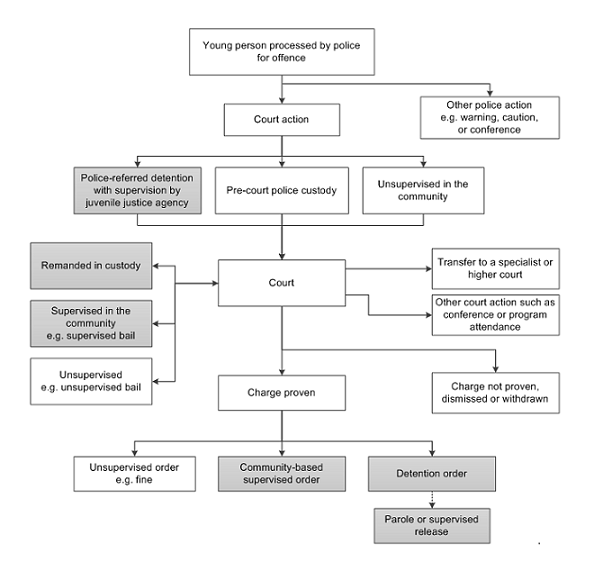 Young person processed by police
for offence
Other police action
e.g. warning, caution,
or conference
Court action
Police-referred detention
with supervision by
juvenile justice agency
Pre-court police custody
Unsupervised in the
community
Remanded in custody
Court
Transfer to a specialist or
higher court
Supervised in the
community
e.g. supervised bail
Other court action such as
conference or program
attendance
Unsupervised
e.g. unsupervised bail
Charge proven
Charge not proven,
dismissed or withdrawn
Unsupervised order
e.g. fine
Community-based
supervised order
Detention order
Parole or supervised
release